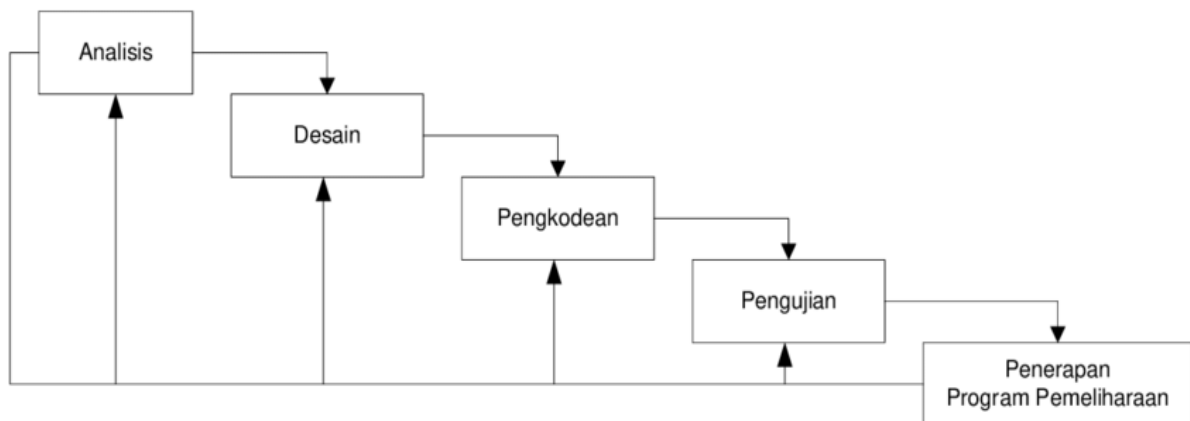 Analisis
Desain
Pengkodean
Pengujian
Penerapan
Program Pemeliharaan